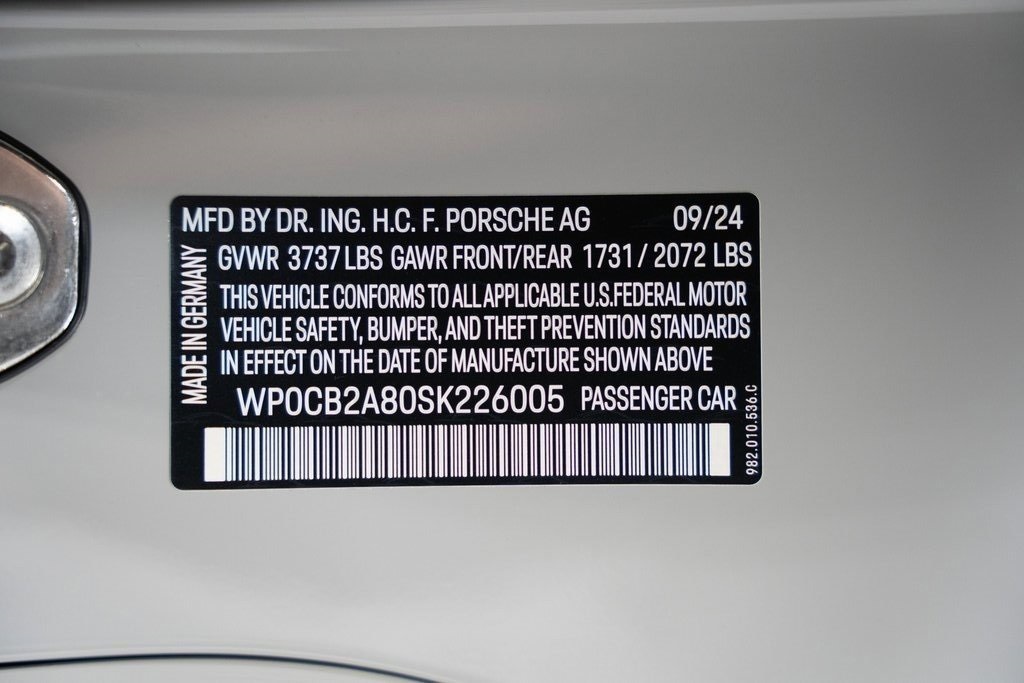 MFD BY DR. ING. H.C. F. PORSCHE AG 09/24
GVWR 3737 LBS GAWR FRONT/REAR 1731 / 2072 LBS
THIS VEHICLE CONFORMS TO ALL APPLICABLE U.S.FEDERAL MOTOR
VEHICLE SAFETY, BUMPER, AND THEFT PREVENTION STANDARDS
IN EFFECT ON THE DATE OF MANUFACTURE SHOWN ABOVE
WP0CB2A80SK226005 PASSENGER CAR
MADE IN GERMANY
982.010.536.C